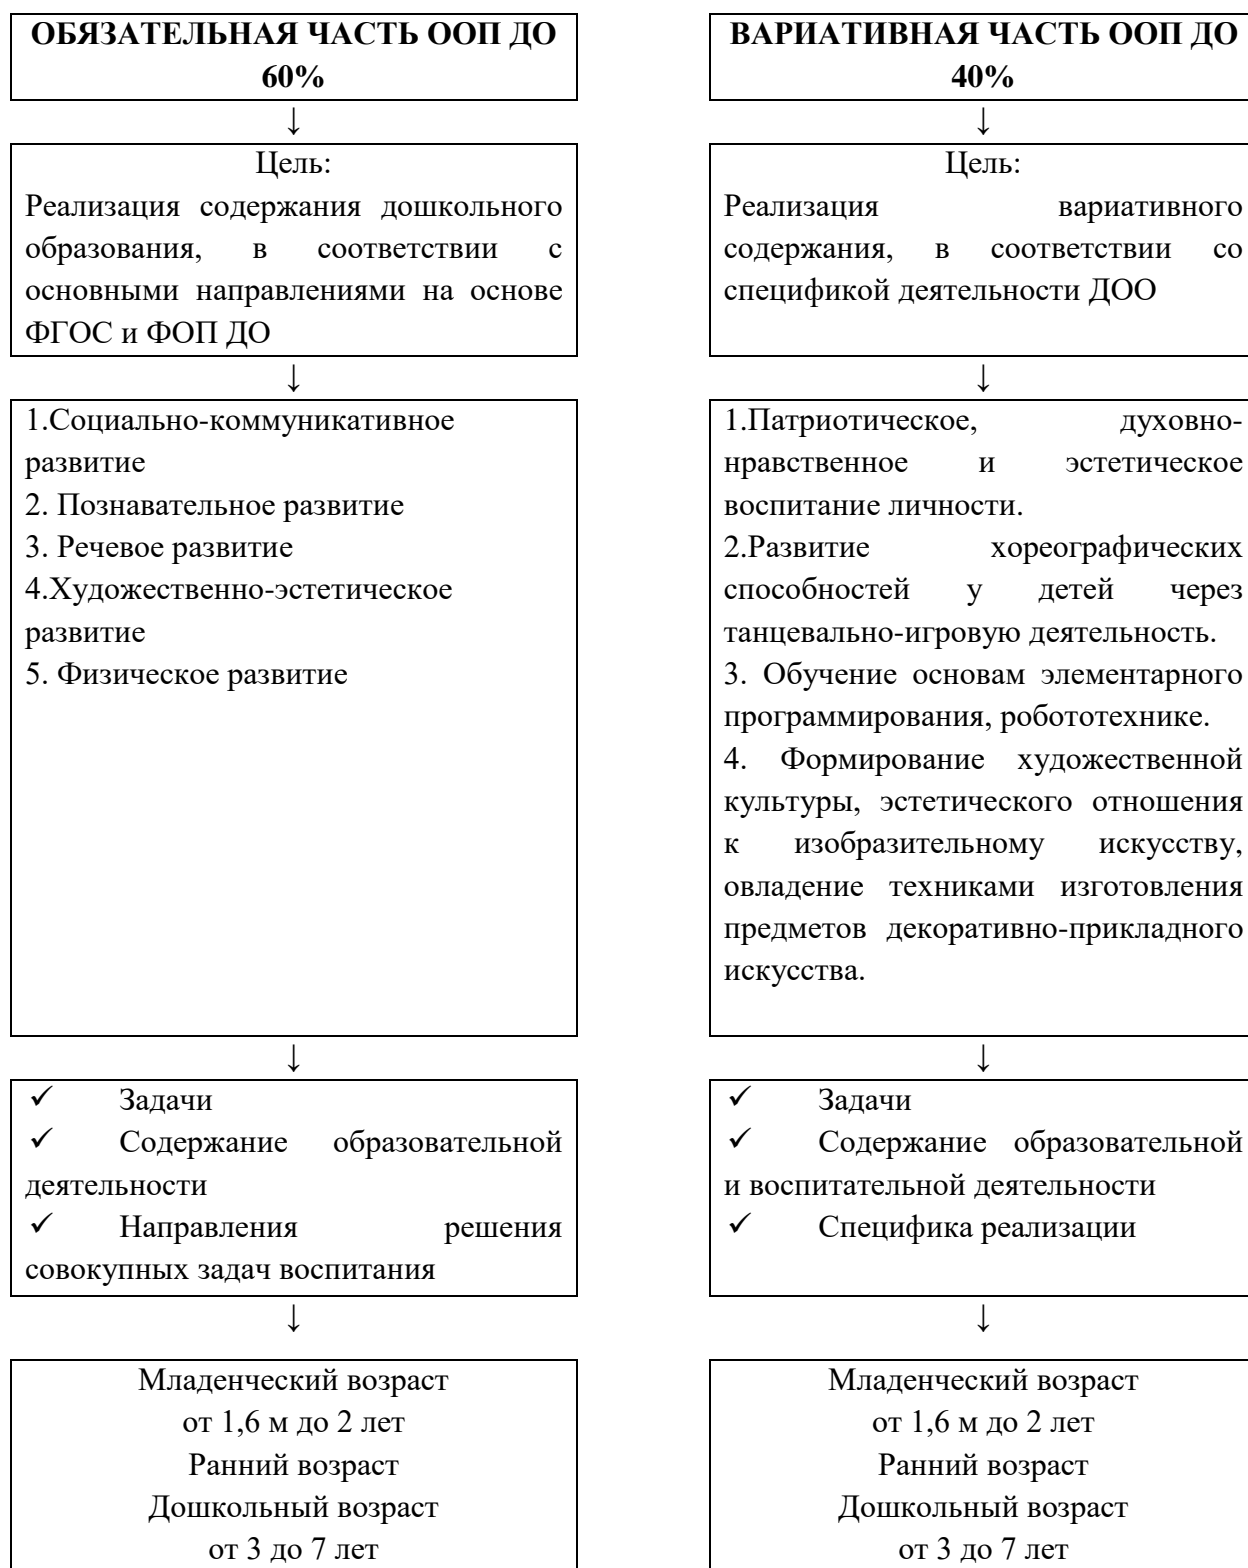 ОБЯЗАТЕЛЬНАЯ ЧАСТЬ ООП ДО
60%
↓
Цель:
Реализация содержания дошкольного
образования, в соответствии с
основными направлениями на основе
ФГОС и ФОП ДО
↓
1.Социально-коммуникативное
развитие
2. Познавательное развитие
3. Речевое развитие
4.Художественно-эстетическое
развитие
5. Физическое развитие
↓
✓ Задачи
✓ Содержание образовательной
деятельности
✓ Направления решения
совокупных задач воспитания
↓
Младенческий возраст
от 1,6 м до 2 лет
Ранний возраст
Дошкольный возраст
от 3 до 7 лет
ВАРИАТИВНАЯ ЧАСТЬ ООП ДО
40%
↓
Цель:
Реализация вариативного
содержания, в соответствии со
спецификой деятельности ДОО
↓
1.Патриотическое, духовно-
нравственное и эстетическое
воспитание личности.
2.Развитие хореографических
способностей у детей через
танцевально-игровую деятельность.
3. Обучение основам элементарного
программирования, робототехнике.
4. Формирование художественной
культуры, эстетического отношения
к изобразительному искусству,
овладение техниками изготовления
предметов декоративно-прикладного
искусства.
↓
✓ Задачи
✓ Содержание образовательной
и воспитательной деятельности
✓ Специфика реализации
↓
Младенческий возраст
от 1,6 м до 2 лет
Ранний возраст
Дошкольный возраст
от 3 до 7 лет